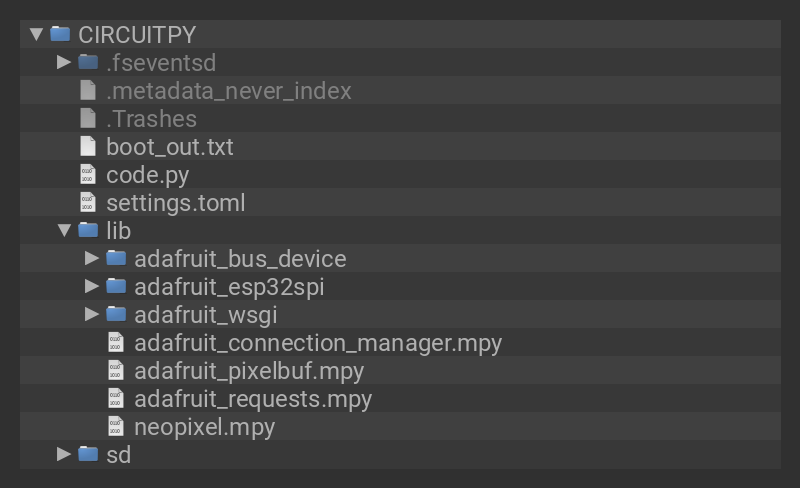 CIRCUITPY
.fseventsd
.metadata_never_index
.Trashes
boot_out.txt
code.py
settings.toml
lib
adafruit_bus_device
adafruit_esp32spi
adafruit_wsgi
adafruit_connection_manager.mpy
adafruit_pixelbuf.mpy
adafruit_requests.mpy
neopixel.mpy
sd